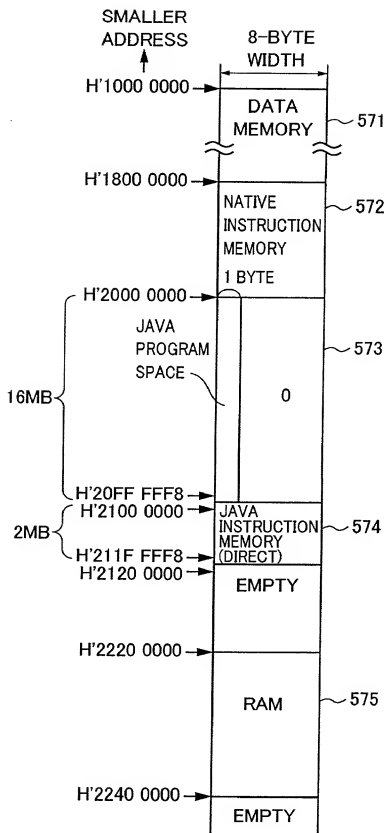 SMALLER
ADDRESS
8-BYTE
WIDTH
H'1000 0000
DATA
MEMORY
571
H'1800 0000
572
NATIVE
INSTRUCTION
MEMORY
1 BYTE
H'2000 0000
JAVA
PROGRAM
SPACE
573
16MB
0
H'20FF FFF8
H'2100 0000
JAVA
INSTRUCTION
MEMORY
(DIRECT)
574
2MB
H'211F FFF8
H'2120 0000
EMPTY
H'2220 0000
RAM
575
H'2240 0000
EMPTY